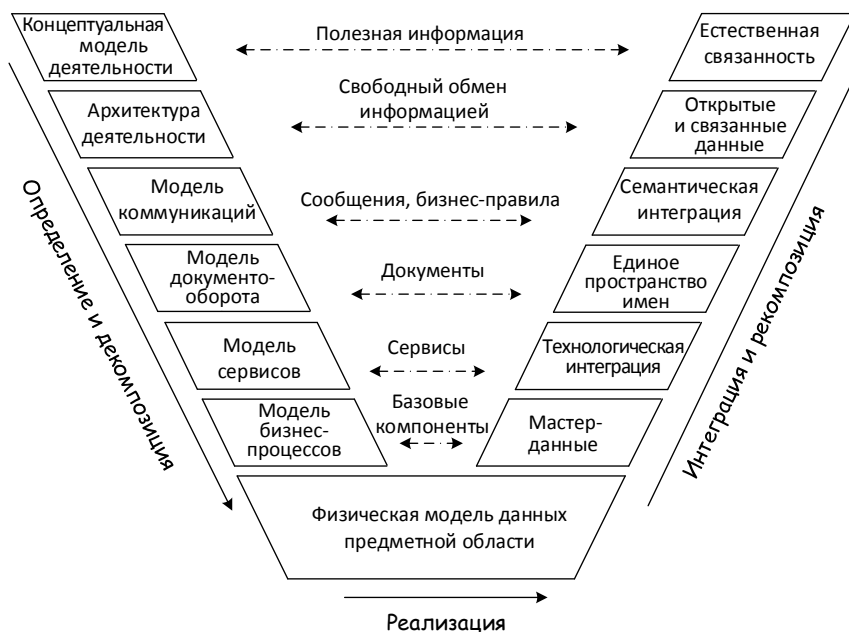 Концептуальная
модель
деятельности
Полезная информация
Естественная
связанность
Архитектура
деятельности
Свободный обмен
информацией
Открытые
и связанные
данные
Модель
коммуникаций
Сообщения, бизнес-правила
Семантическая
интеграция
Модель
документо-
оборота
Документы
Единое
пространство
имен
Модель
сервисов
Сервисы
Технологическая
интеграция
Модель
бизнес-
процессов
Базовые
компоненты
Мастер-
данные
Физическая модель данных
предметной области
Определение и декомпозиция
Реализация
Интеграция и рекомпозиция